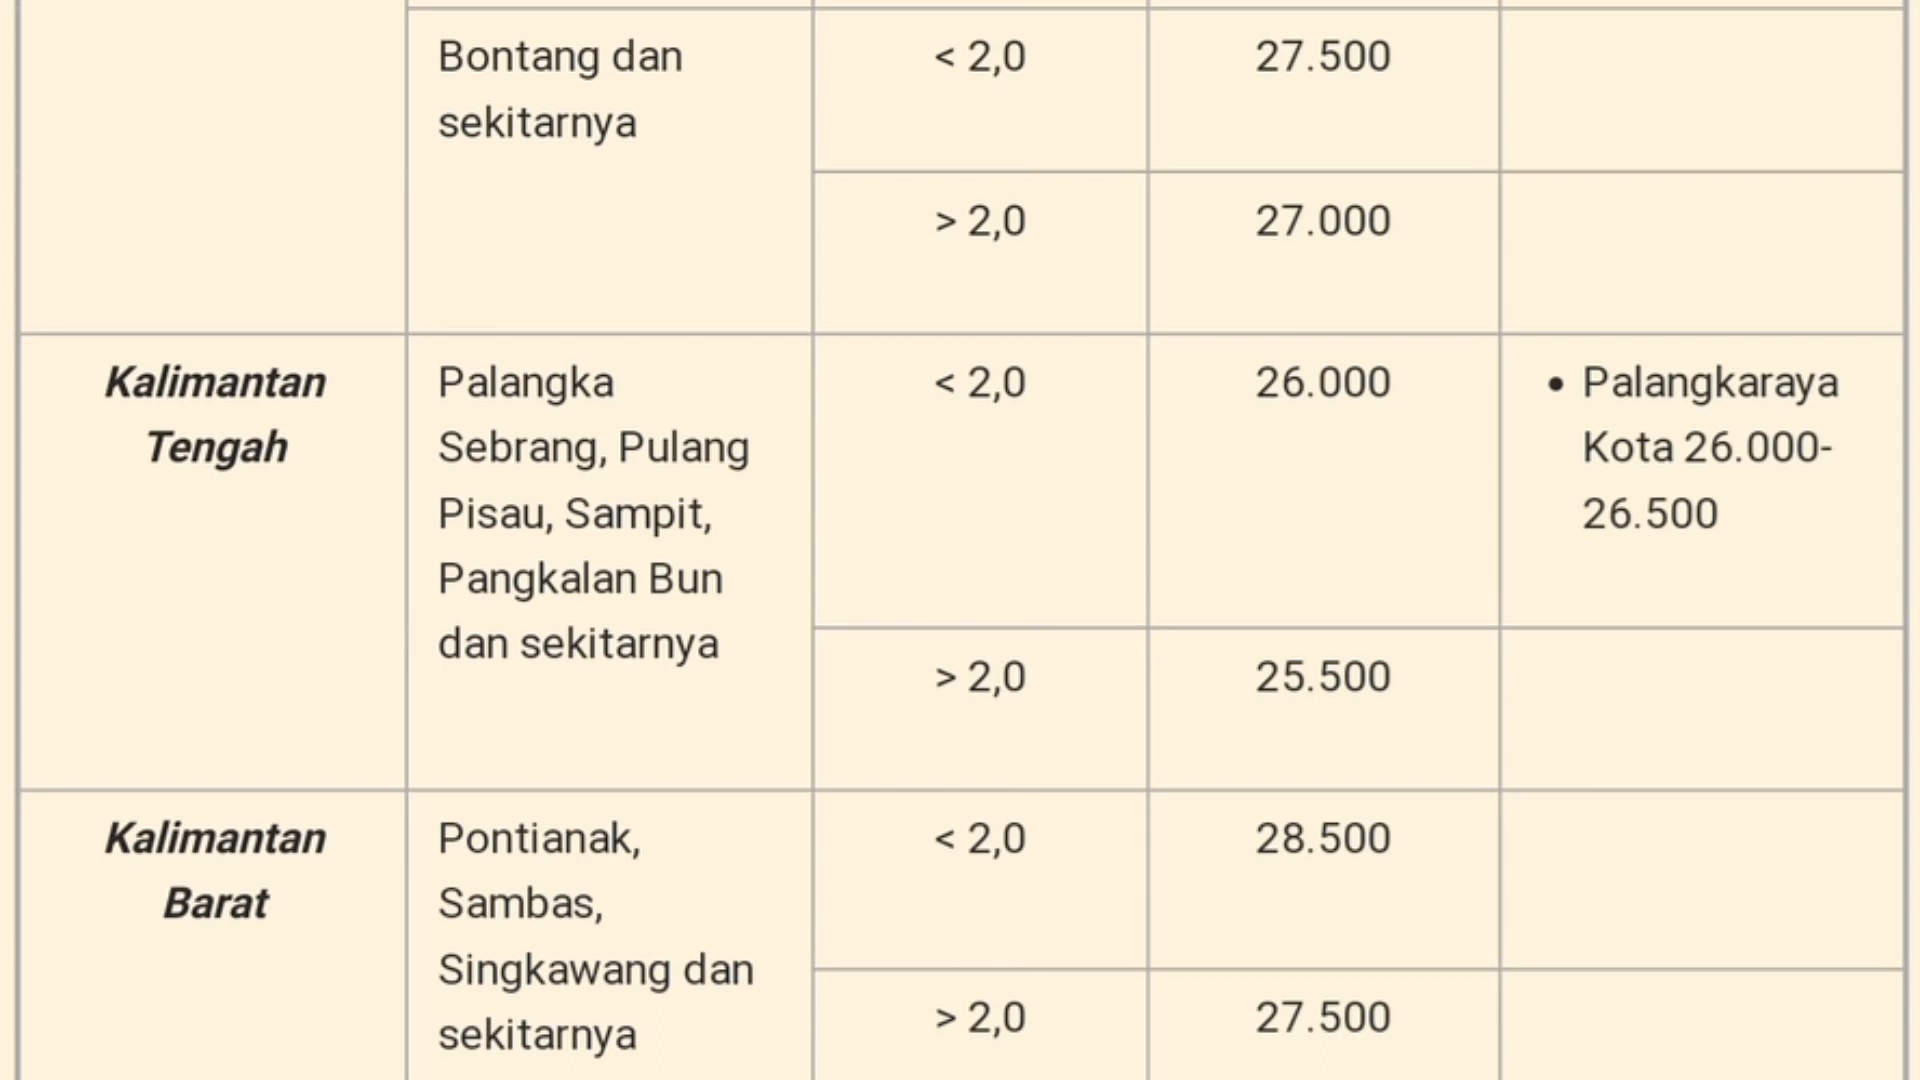 Bontang dan
sekitarnya
< 2,0
27.500
> 2,0
27.000
Kalimantan
Tengah
Palangka
Sebrang, Pulang
Pisau, Sampit,
Pangkalan Bun
dan sekitarnya
< 2,0
26.000
• Palangkaraya
Kota 26.000-
26.500
> 2,0
25.500
Kalimantan
Barat
Pontianak,
Sambas,
Singkawang dan
sekitarnya
< 2,0
28.500
> 2,0
27.500